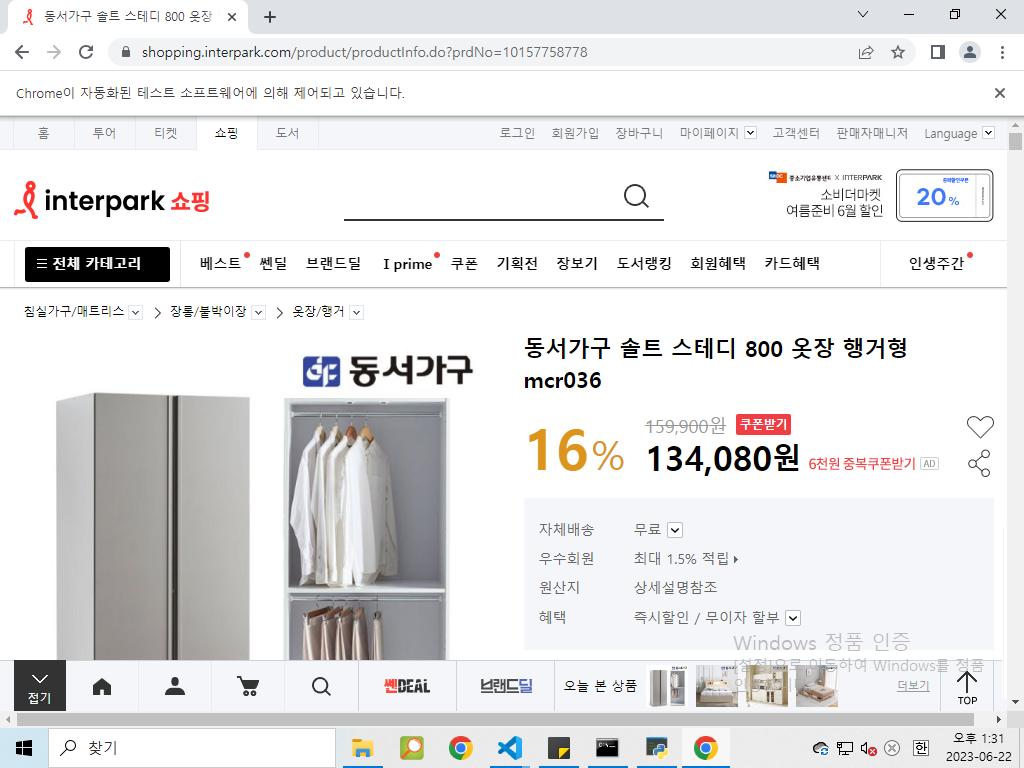 동서가구 솔트 스테디 800 옷장
shopping.interpark.com/product/productInfo.do?prdNo=10157758778
Chrome이 자동화된 테스트 소프트웨어에 의해 제어되고 있습니다.
홈 투어 티켓 쇼핑 도서 로그인 회원가입 장바구니 마이페이지 고객센터 판매자매니저 Language
interpark 쇼핑
중소기업유통센터 X INTERPARK
소비더마켓
여름준비 6월 할인
20%
전체 카테고리 베스트 쎈딜 브랜드딜 I prime 쿠폰 기획전 장보기 도서랭킹 회원혜택 카드혜택 인생주간
침실가구/매트리스 장롱/붙박이장 옷장/행거
동서가구
동서가구 솔트 스테디 800 옷장 행거형
mcr036
16% 159,900원 쿠폰받기
134,080원 6천원 중복쿠폰받기 AD
자체배송 무료
우수회원 최대 1.5% 적립
원산지 상세설명참조
혜택 즉시할인 / 무이자 할부
Windows 정품 인증
[설정]으로 이동하여 Windows를 정품
접기 쎈DEAL 브랜드딜 오늘 본 상품 더보기 TOP
찾기
한
오후 1:31
2023-06-22